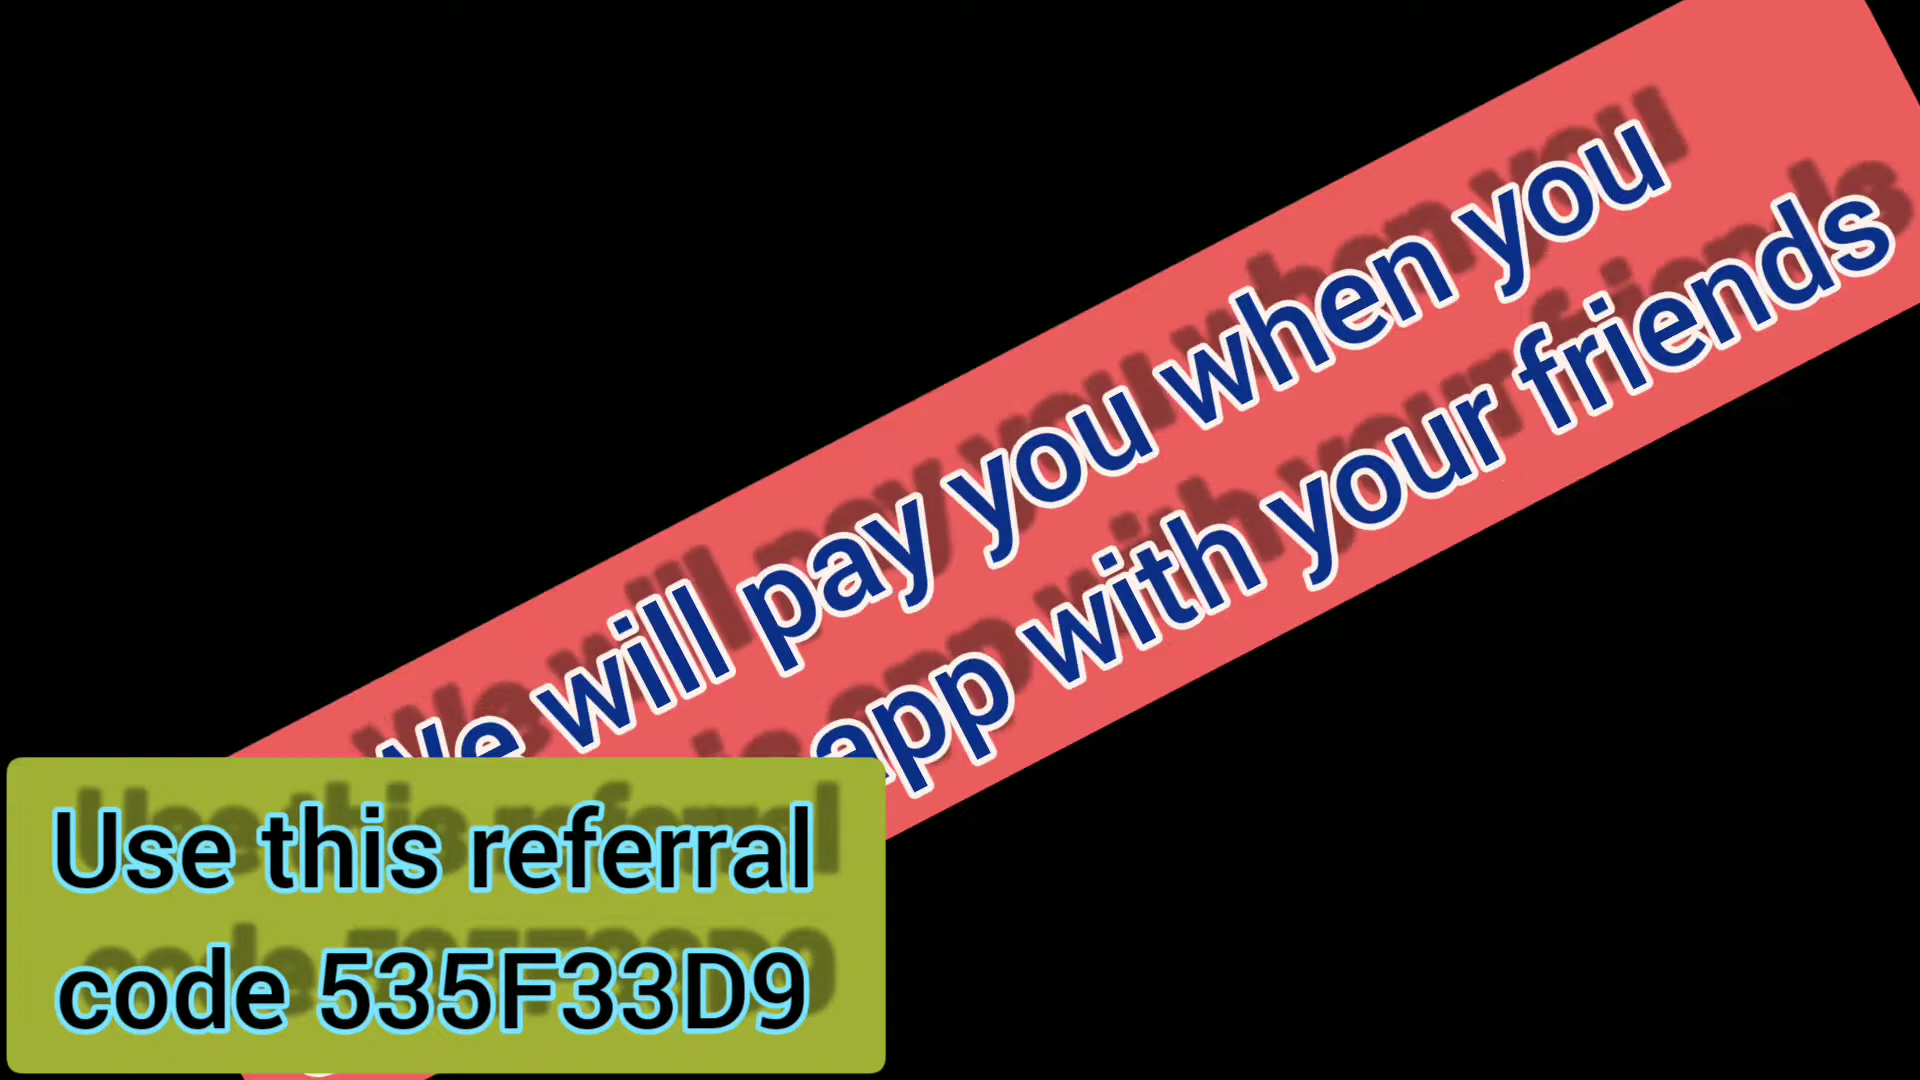 We will pay you when you
app with your friends
Use this referral
code 535F33D9